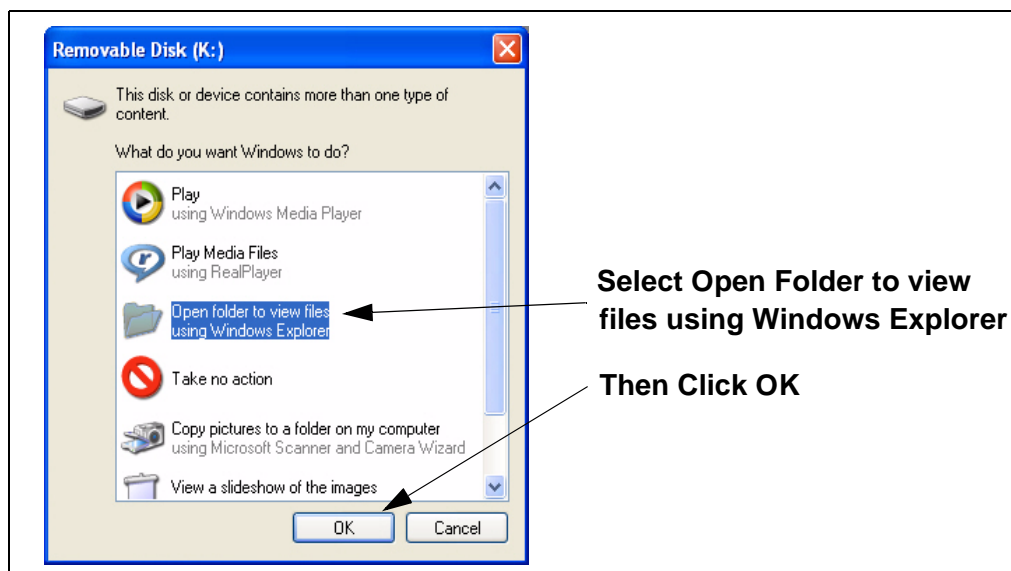 Removable Disk (K:)
This disk or device contains more than one type of
content.
What do you want Windows to do?
Play
using Windows Media Player
Play Media Files
using RealPlayer
Open folder to view files
using Windows Explorer
Take no action
Copy pictures to a folder on my computer
using Microsoft Scanner and Camera Wizard
View a slideshow of the images
OK
Cancel
Select Open Folder to view
files using Windows Explorer
Then Click OK